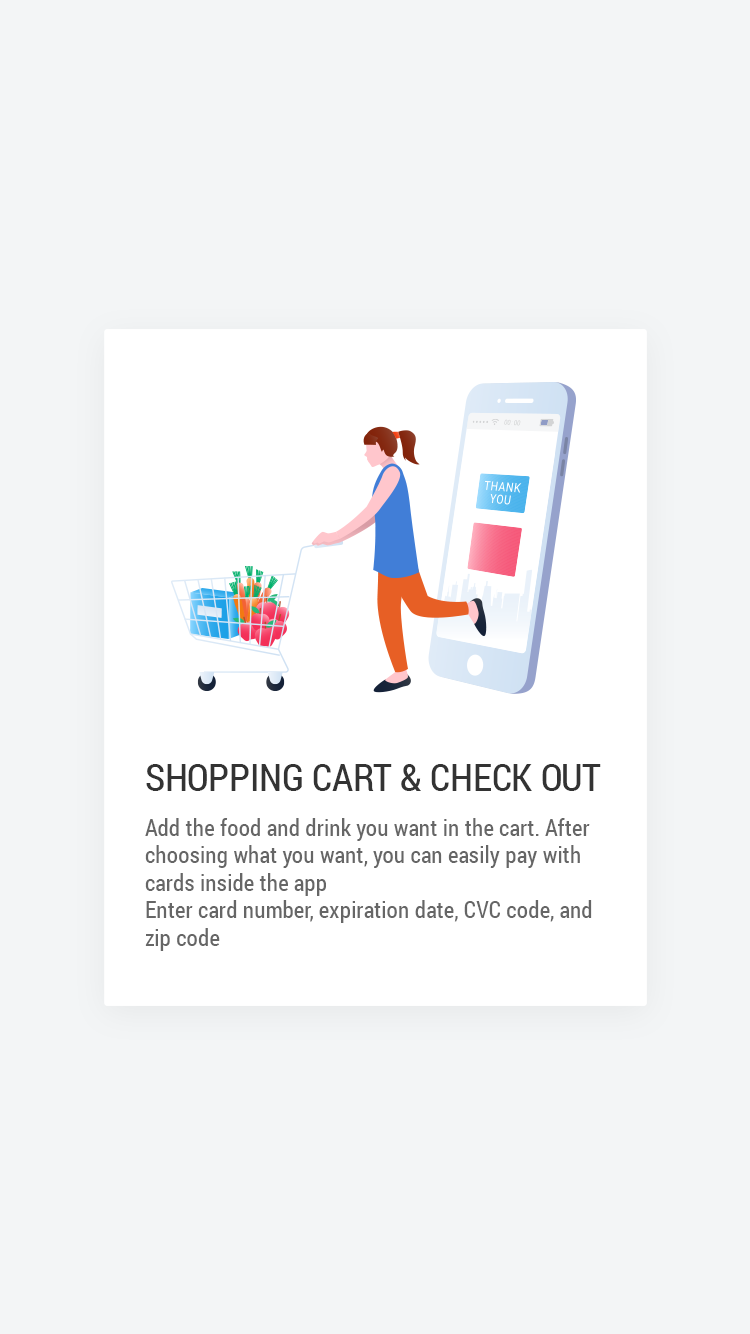 THANK
YOU
SHOPPING CART & CHECK OUT
Add the food and drink you want in the cart. After
choosing what you want, you can easily pay with
cards inside the app
Enter card number, expiration date, CVC code, and
zip code